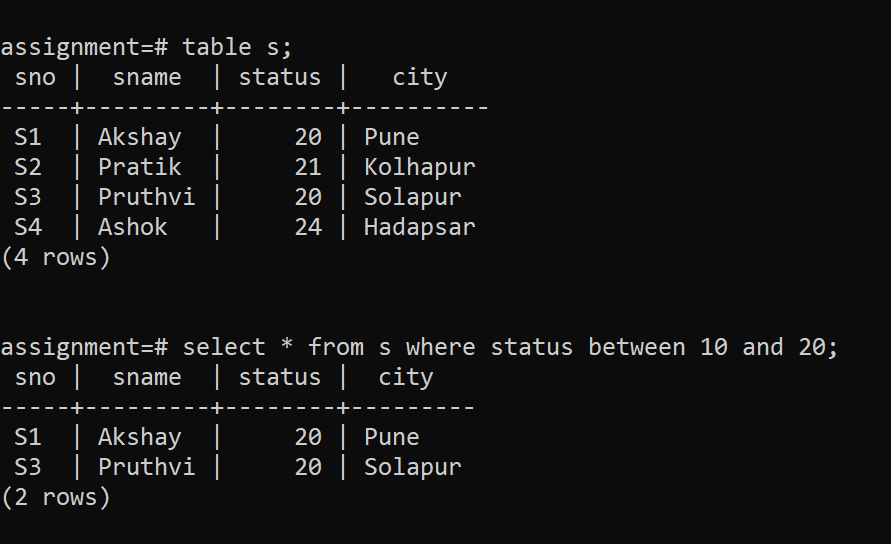 assignment=# table s;
 sno |  sname  | status |   city
-----+---------+--------+----------
 S1  | Akshay  |     20 | Pune
 S2  | Pratik  |     21 | Kolhapur
 S3  | Pruthvi |     20 | Solapur
 S4  | Ashok   |     24 | Hadapsar
(4 rows)
assignment=# select * from s where status between 10 and 20;
 sno |  sname  | status |  city
-----+---------+--------+---------
 S1  | Akshay  |     20 | Pune
 S3  | Pruthvi |     20 | Solapur
(2 rows)